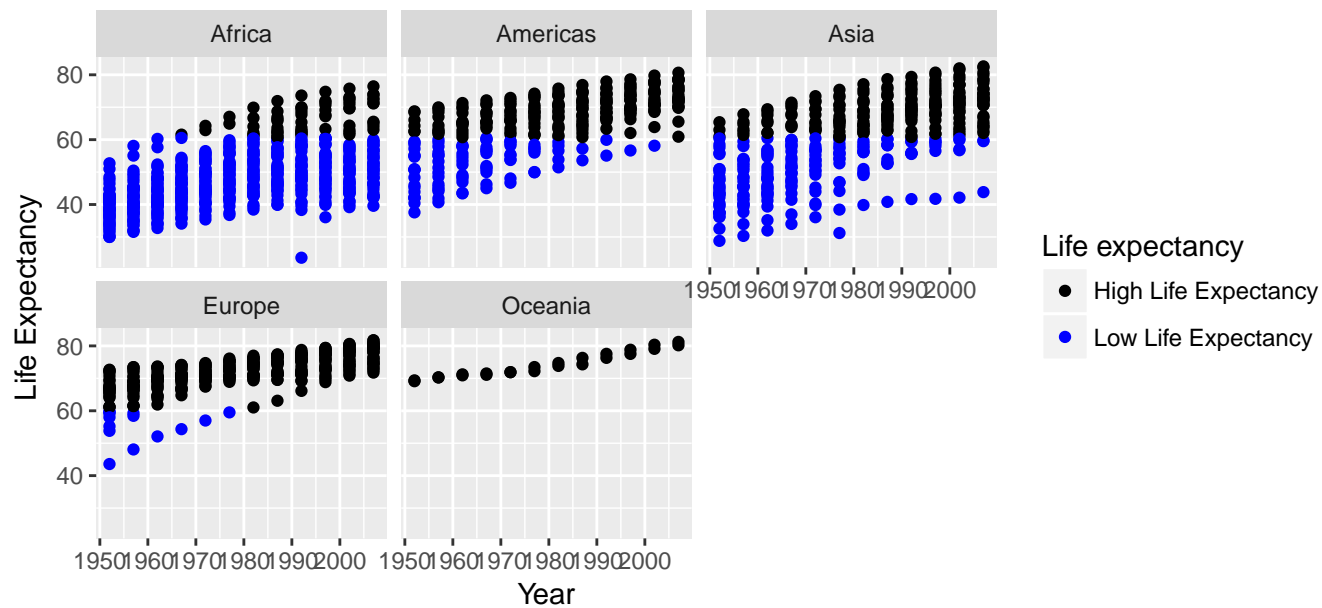 Africa
Americas
Asia
80
60
40
1950 1960 1970 1980 1990 2000
Europe
Oceania
80
60
40
1950 1960 1970 1980 1990 2000
1950 1960 1970 1980 1990 2000
Life Expectancy
Year
Life expectancy
High Life Expectancy
Low Life Expectancy